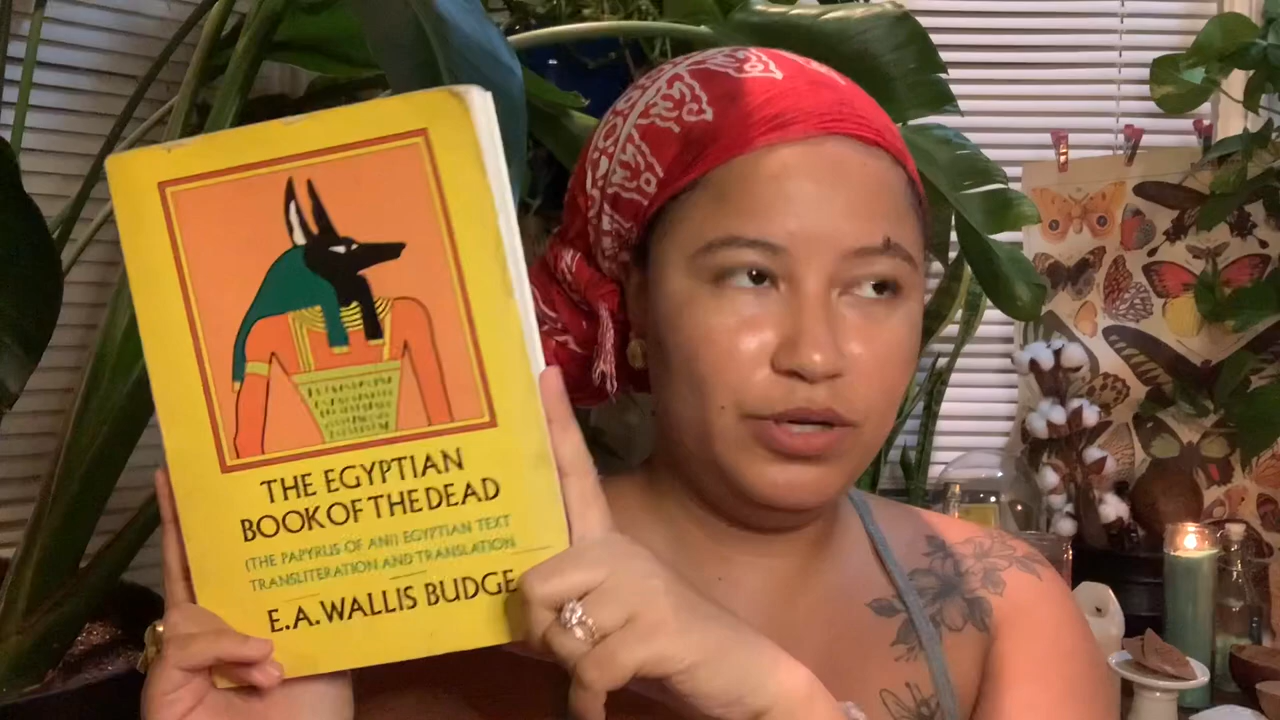 THE EGYPTIAN
BOOK OF THE DEAD
(THE PAPYRUS OF ANI) EGYPTIAN TEXT
TRANSLITERATION AND TRANSLATION
E.A. WALLIS BUDGE